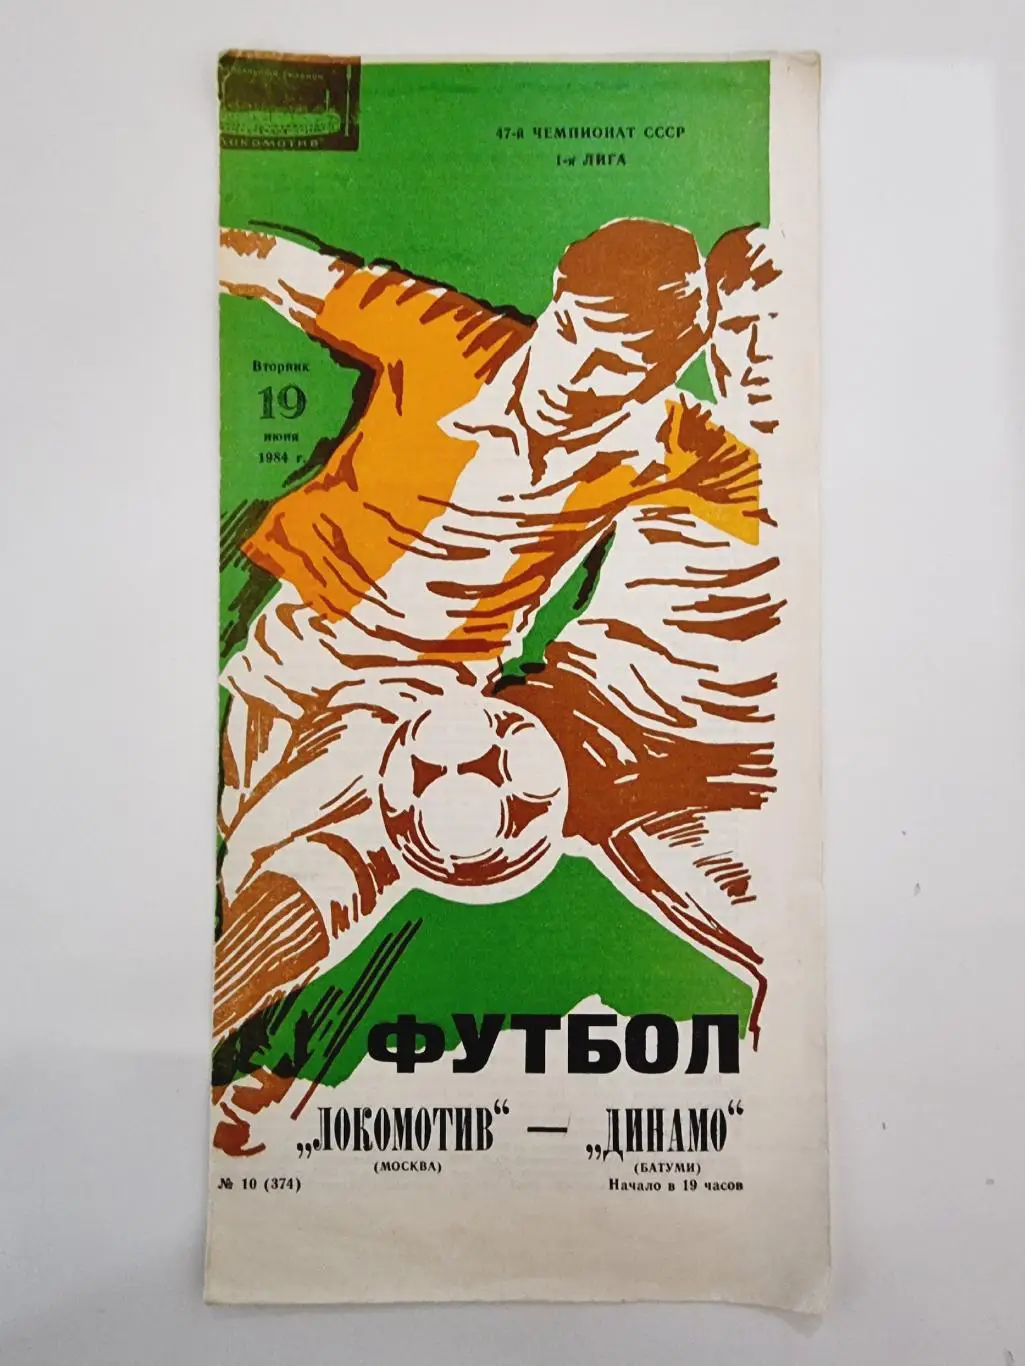 ЛОКОМОТИВ"
47-й ЧЕМПИОНАТ СССР
1-я ЛИГА
Вторник
19
июня
1984 г.
ФУТБОЛ
„ЛОКОМОТИВ“ — „ДИНАМО“
(МОСКВА) (БАТУМИ)
№ 10 (374) Начало в 19 часов